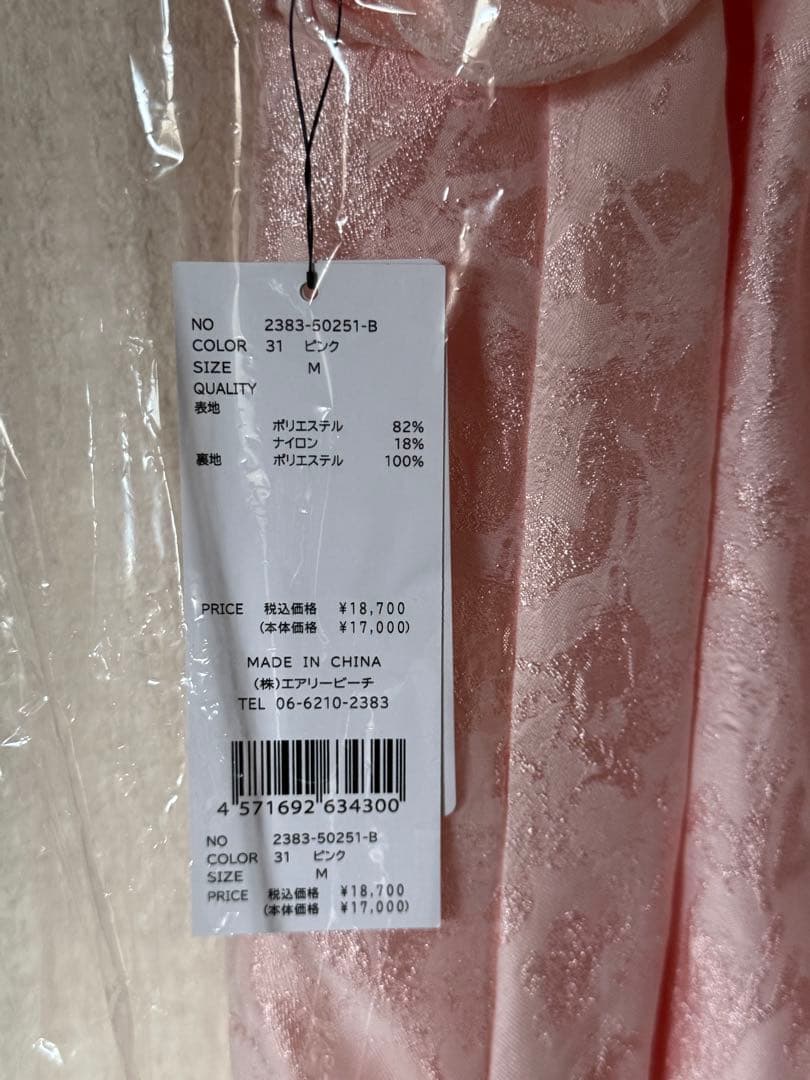 NO 2383-50251-B
COLOR 31 ピンク
SIZE M
QUALITY
表地
ポリエステル 82%
ナイロン 18%
裏地 ポリエステル 100%
PRICE 税込価格 ¥18,700
(本体価格 ¥17,000)
MADE IN CHINA
(株)エアリービーチ
TEL 06-6210-2383
4 571692 634300
NO 2383-50251-B
COLOR 31 ピンク
SIZE M
PRICE 税込価格 ¥18,700
(本体価格 ¥17,000)